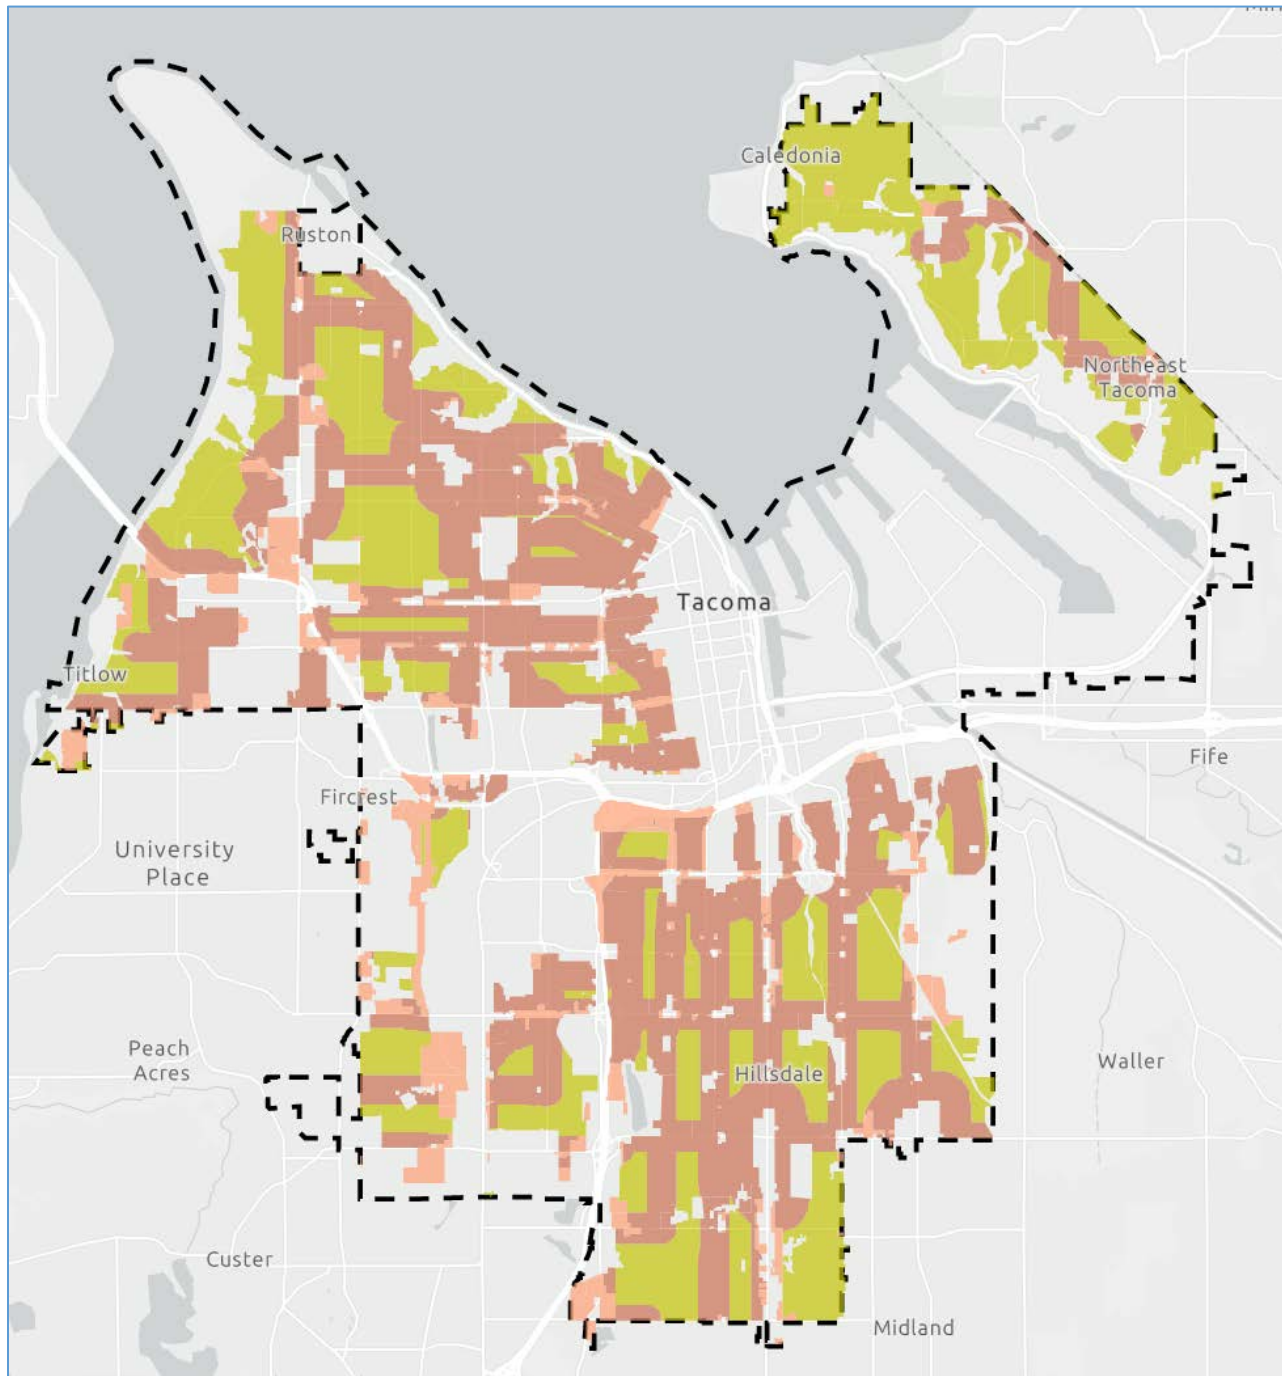 Caledonia
Ruston
Northeast
Tacoma
Tacoma
Titlow
Fife
Fircrest
University
Place
Peach
Acres
Hillsdale
Waller
Custer
Midland